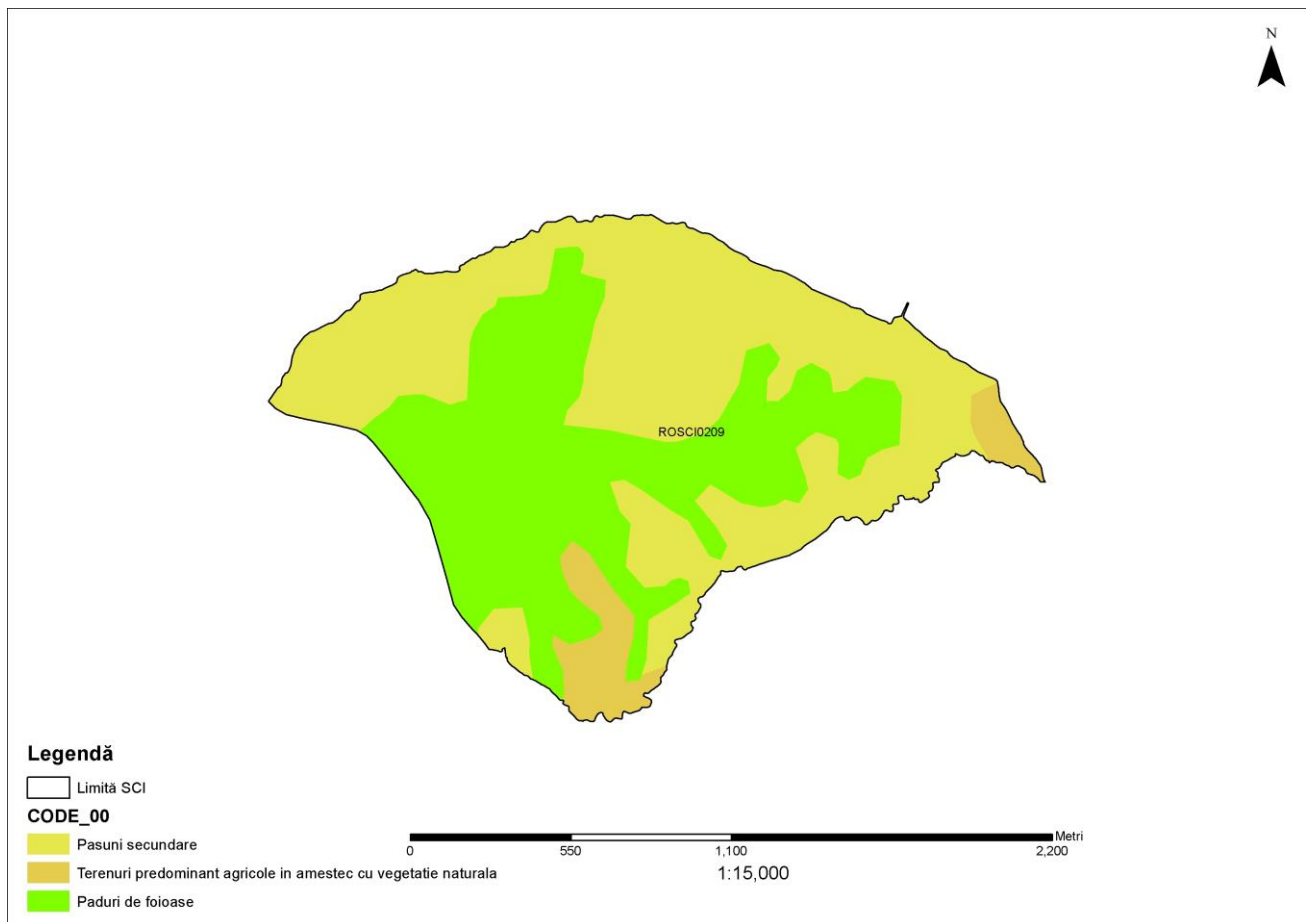 N
ROSCI0209
Legendă
Limită SCI
CODE_00
Pasuni secundare
Terenuri predominant agricole in amestec cu vegetatie naturala
Paduri de foioase
Metri
0 550 1,100 2,200
1:15,000